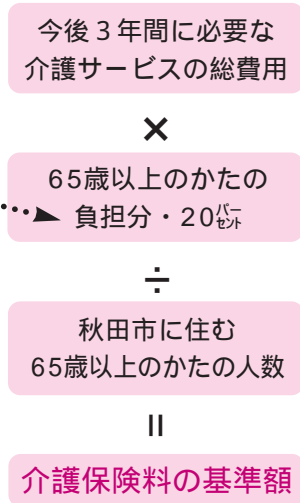 今後3年間に必要な
介護サービスの総費用
×
65歳以上のかたの
負担分・20㌫
÷
秋田市に住む
65歳以上のかたの人数
＝
介護保険料の基準額